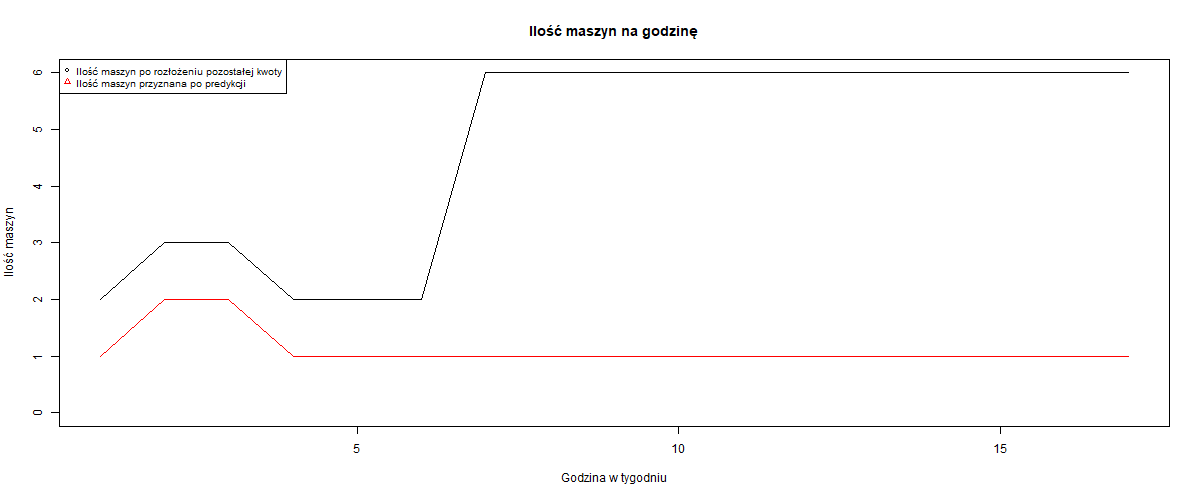 Ilość maszyn na godzinę
Ilość maszyn po rozłożeniu pozostałej kwoty
Ilość maszyn przyznana po predykcji
6
5
4
3
2
1
0
Ilość maszyn
5
10
15
Godzina w tygodniu